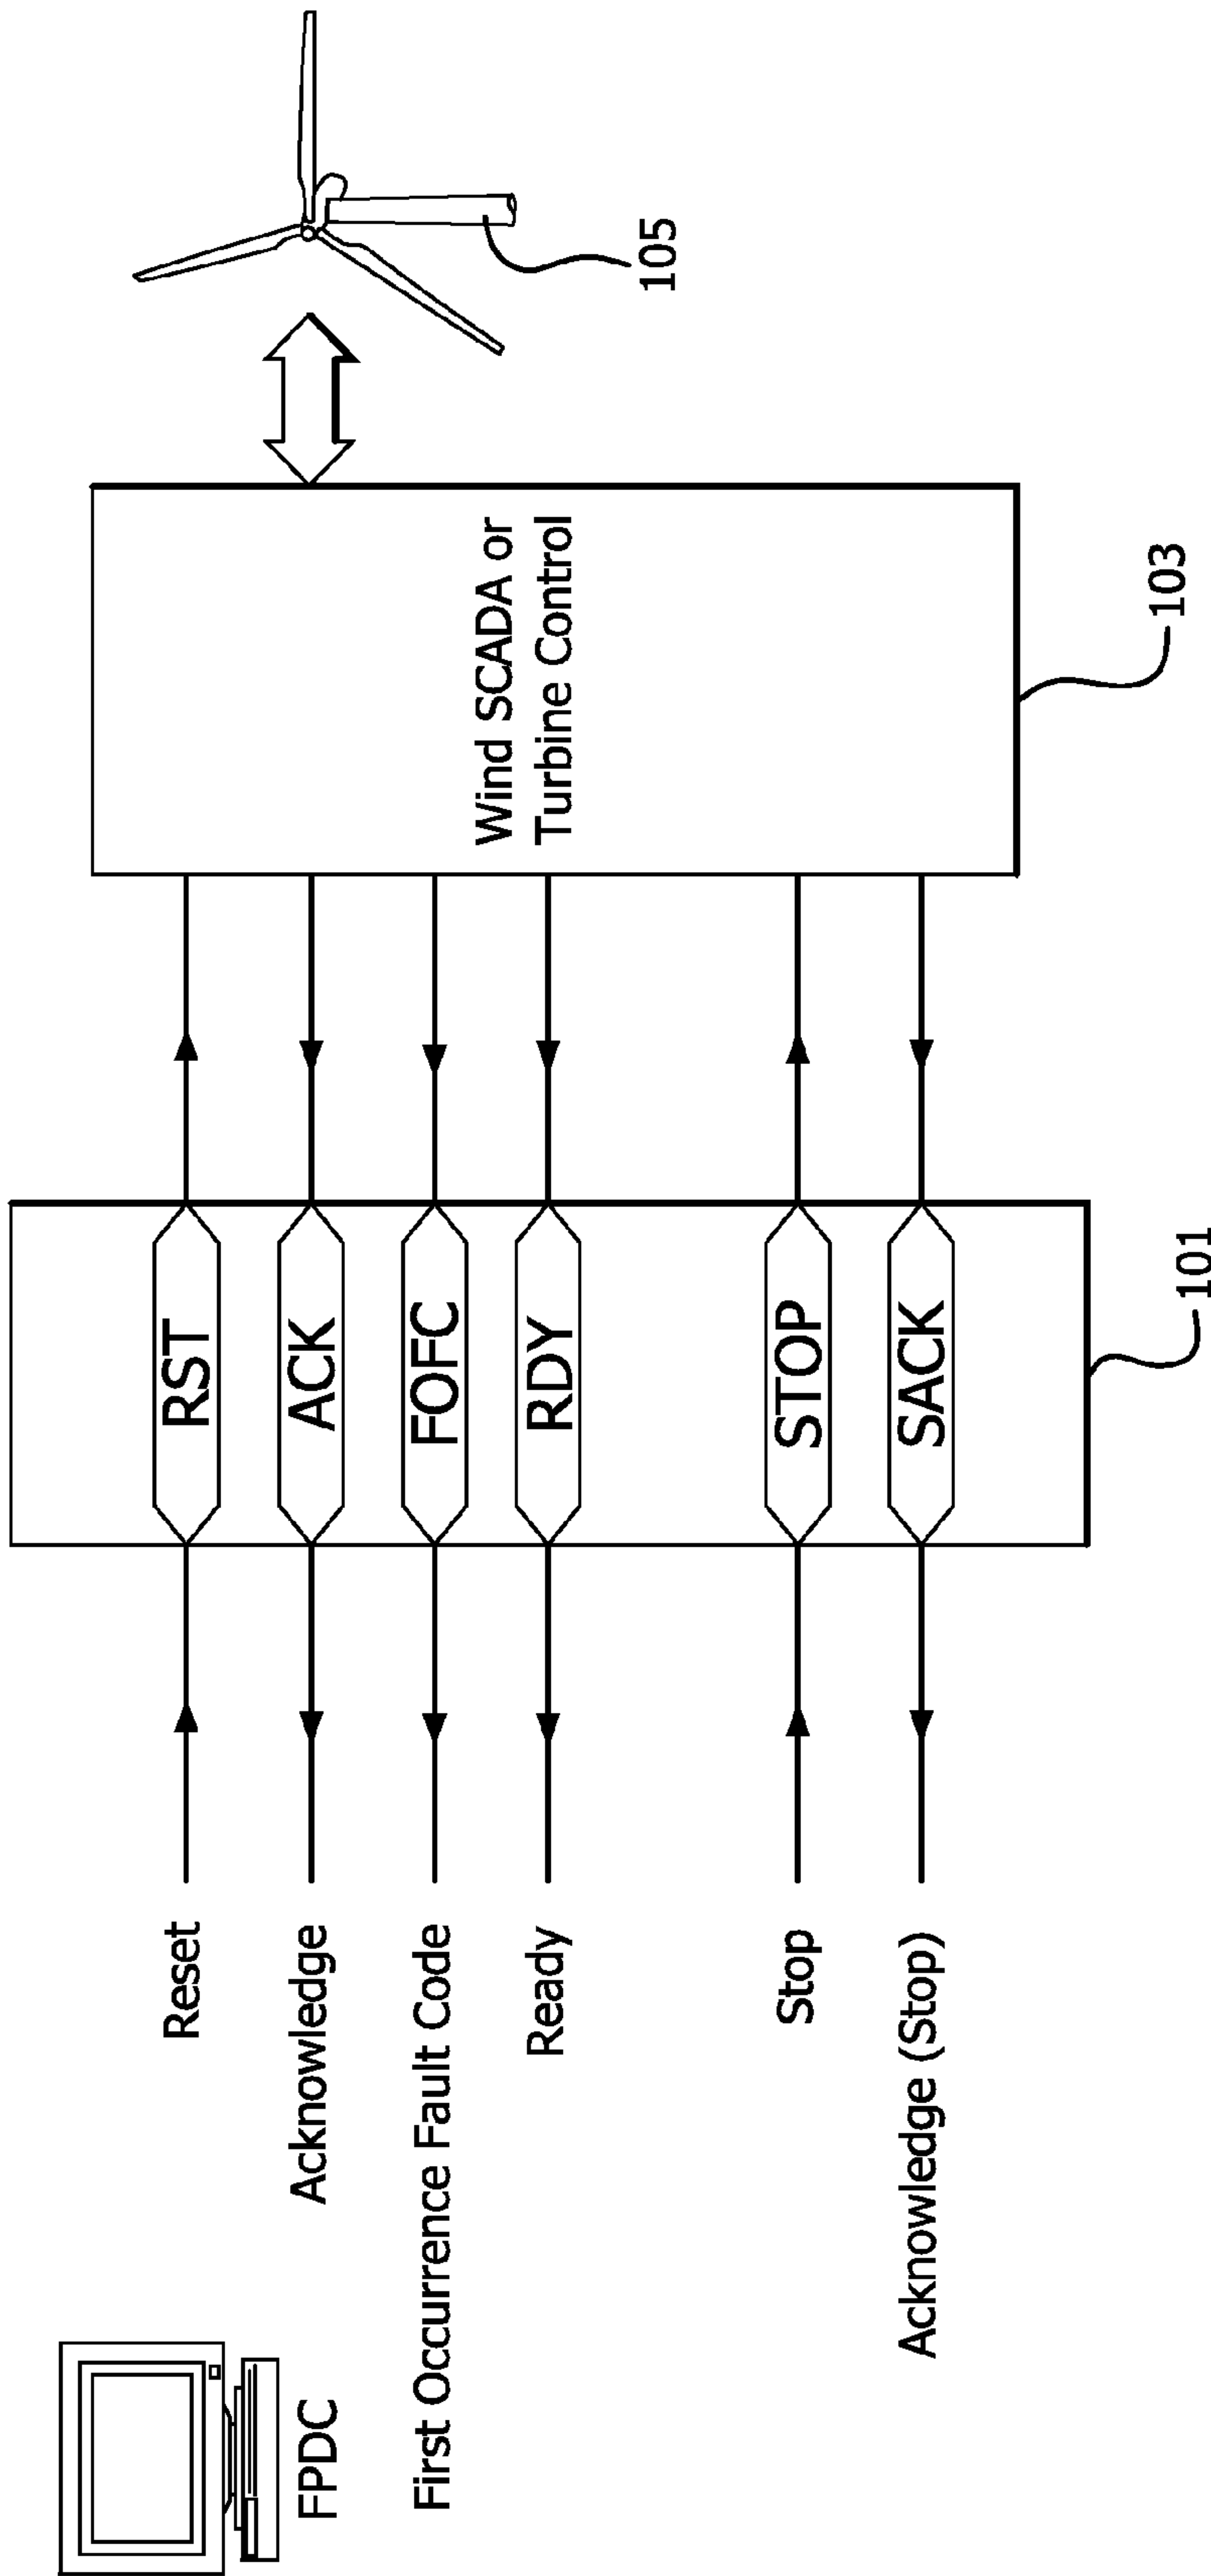 FPDC
Reset
Acknowledge
First Occurrence Fault Code
Ready
Stop
Acknowledge (Stop)
RST
ACK
FOFC
RDY
STOP
SACK
101
Wind SCADA or
Turbine Control
103
105